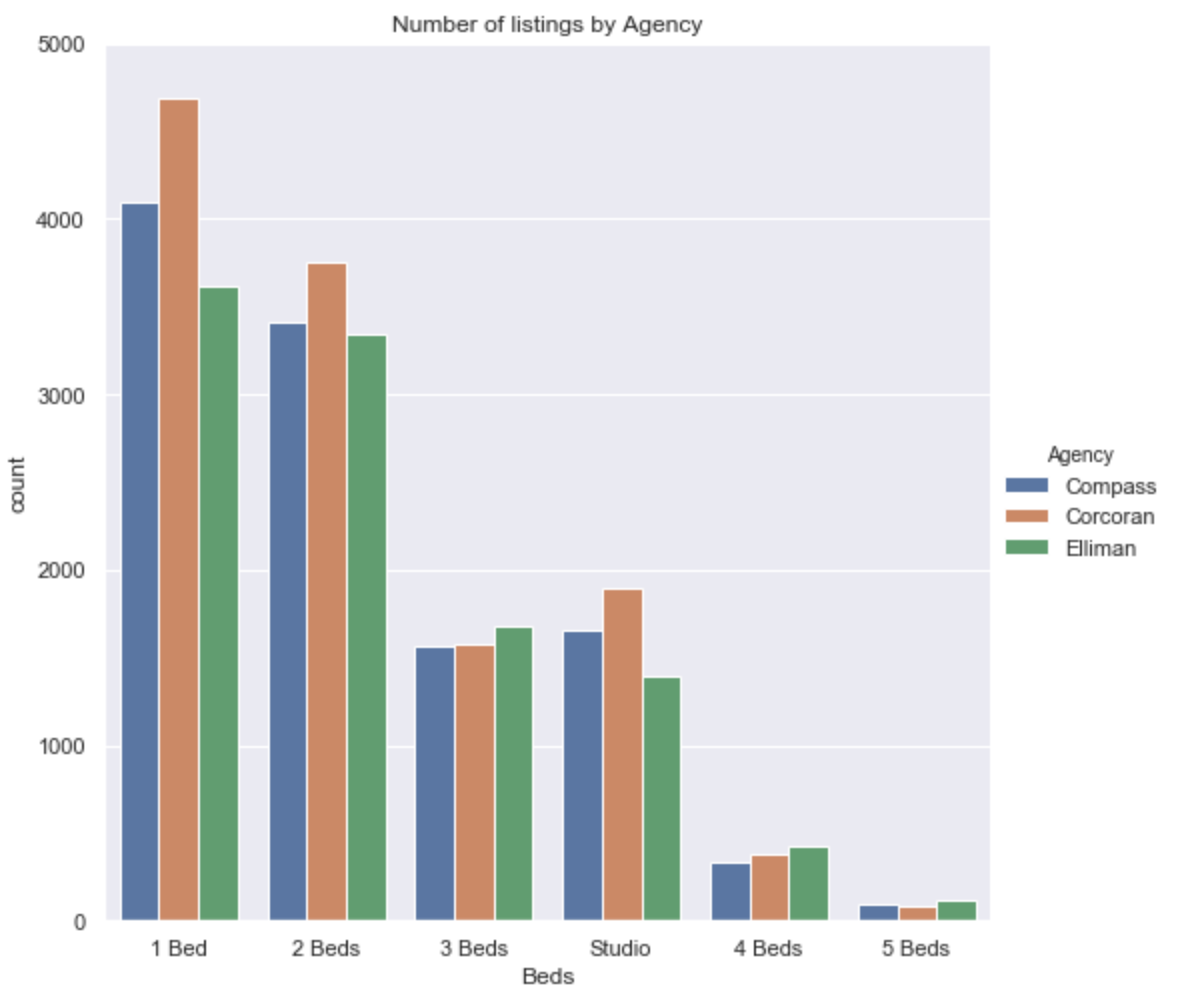 Number of listings by Agency
5000
4000
3000
2000
1000
0
count
1 Bed
2 Beds
3 Beds
Studio
4 Beds
5 Beds
Beds
Agency
Compass
Corcoran
Elliman